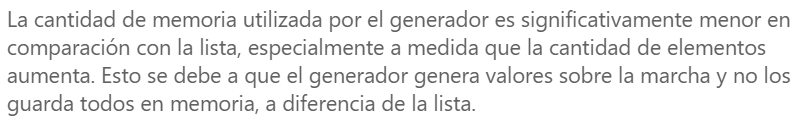 La cantidad de memoria utilizada por el generador es significativamente menor en
comparación con la lista, especialmente a medida que la cantidad de elementos
aumenta. Esto se debe a que el generador genera valores sobre la marcha y no los
guarda todos en memoria, a diferencia de la lista.